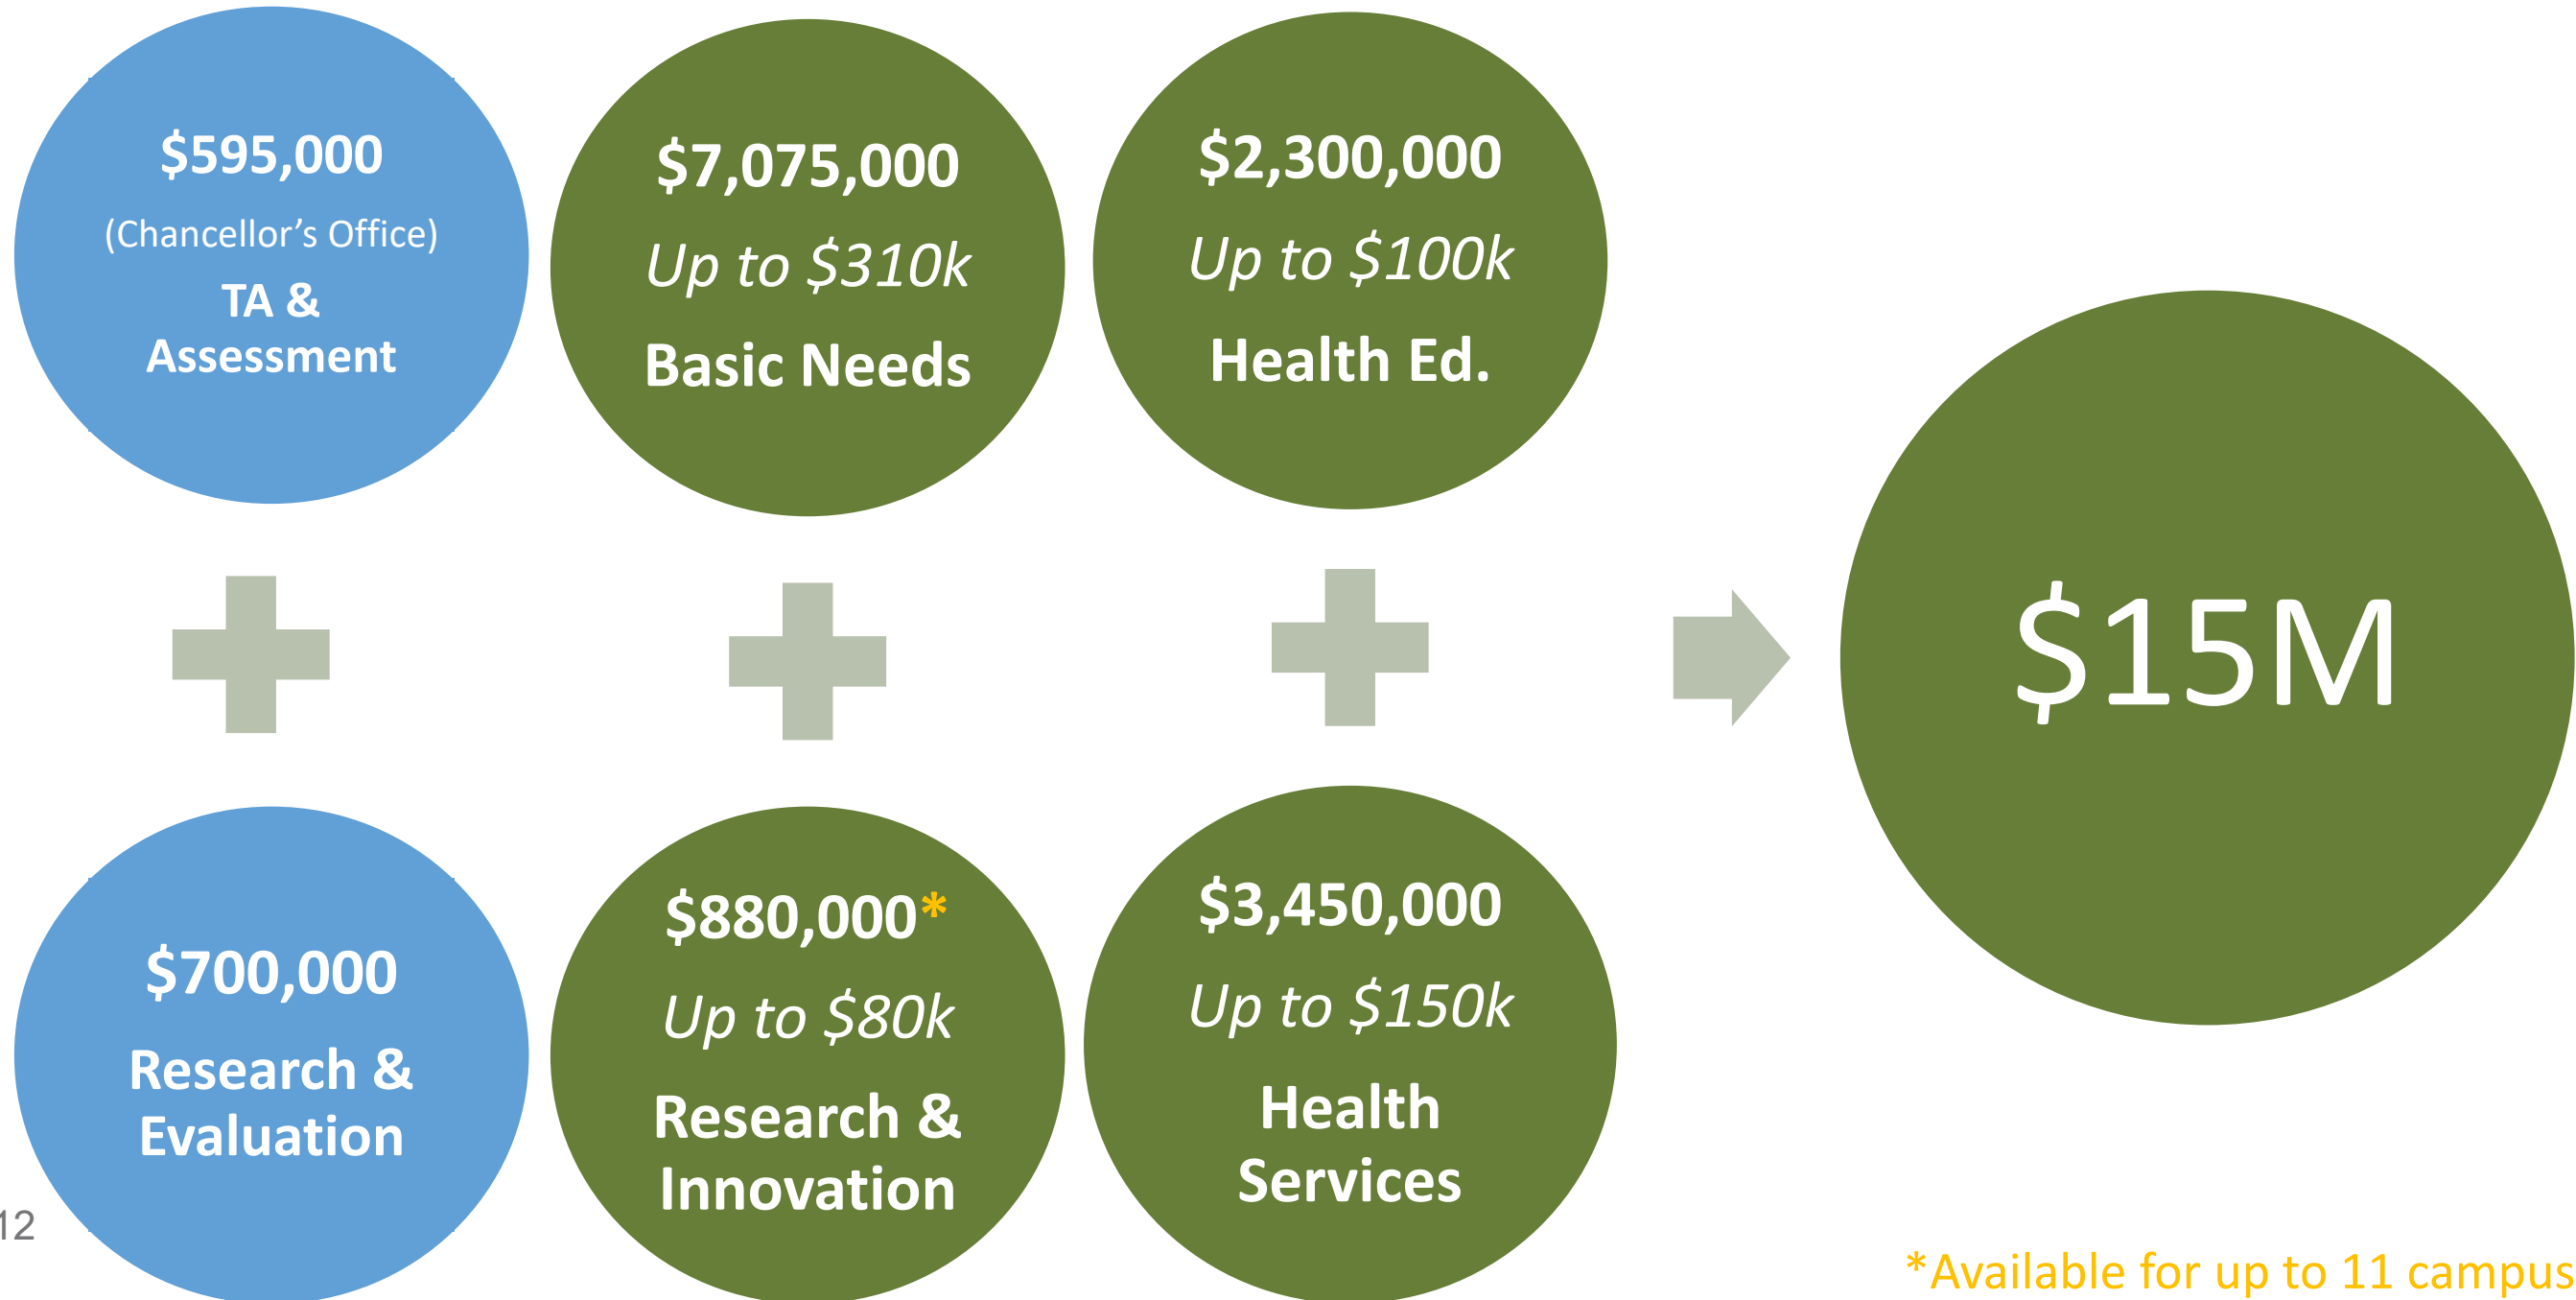 $595,000
(Chancellor’s Office)
TA &
Assessment
$7,075,000
Up to $310k
Basic Needs
$2,300,000
Up to $100k
Health Ed.
$700,000
Research &
Evaluation
$880,000*
Up to $80k
Research &
Innovation
$3,450,000
Up to $150k
Health
Services
$15M
12
*Available for up to 11 campus